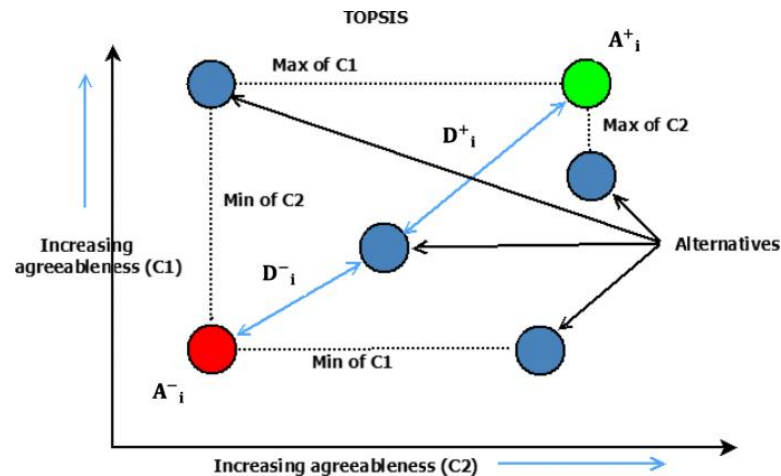 TOPSIS
A⁺ᵢ
Max of C1
D⁺ᵢ
Max of C2
Min of C2
Increasing
agreeableness (C1)
Alternatives
D⁻ᵢ
Min of C1
A⁻ᵢ
Increasing agreeableness (C2)